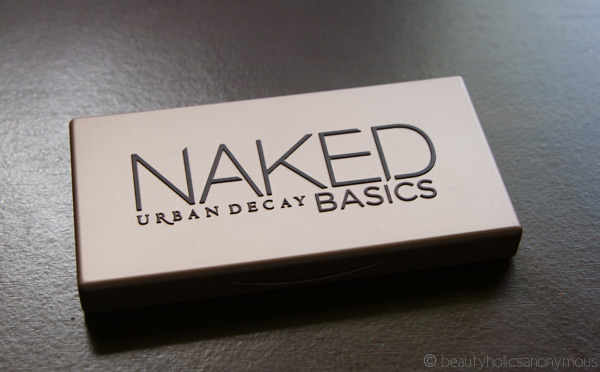 NAKED
URBAN DECAY BASICS
© beautyholicsanonymous